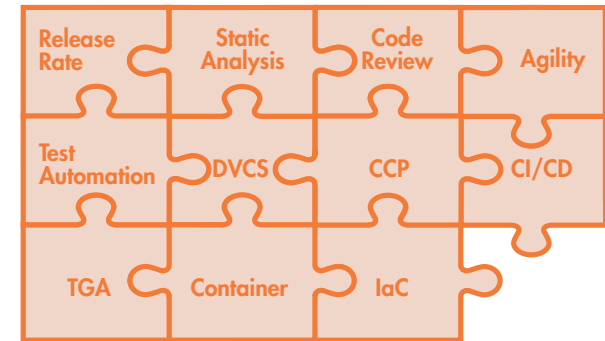 Release
Rate
Static
Analysis
Code
Review
Agility
Test
Automation
DVCS
CCP
CI/CD
TGA
Container
IaC